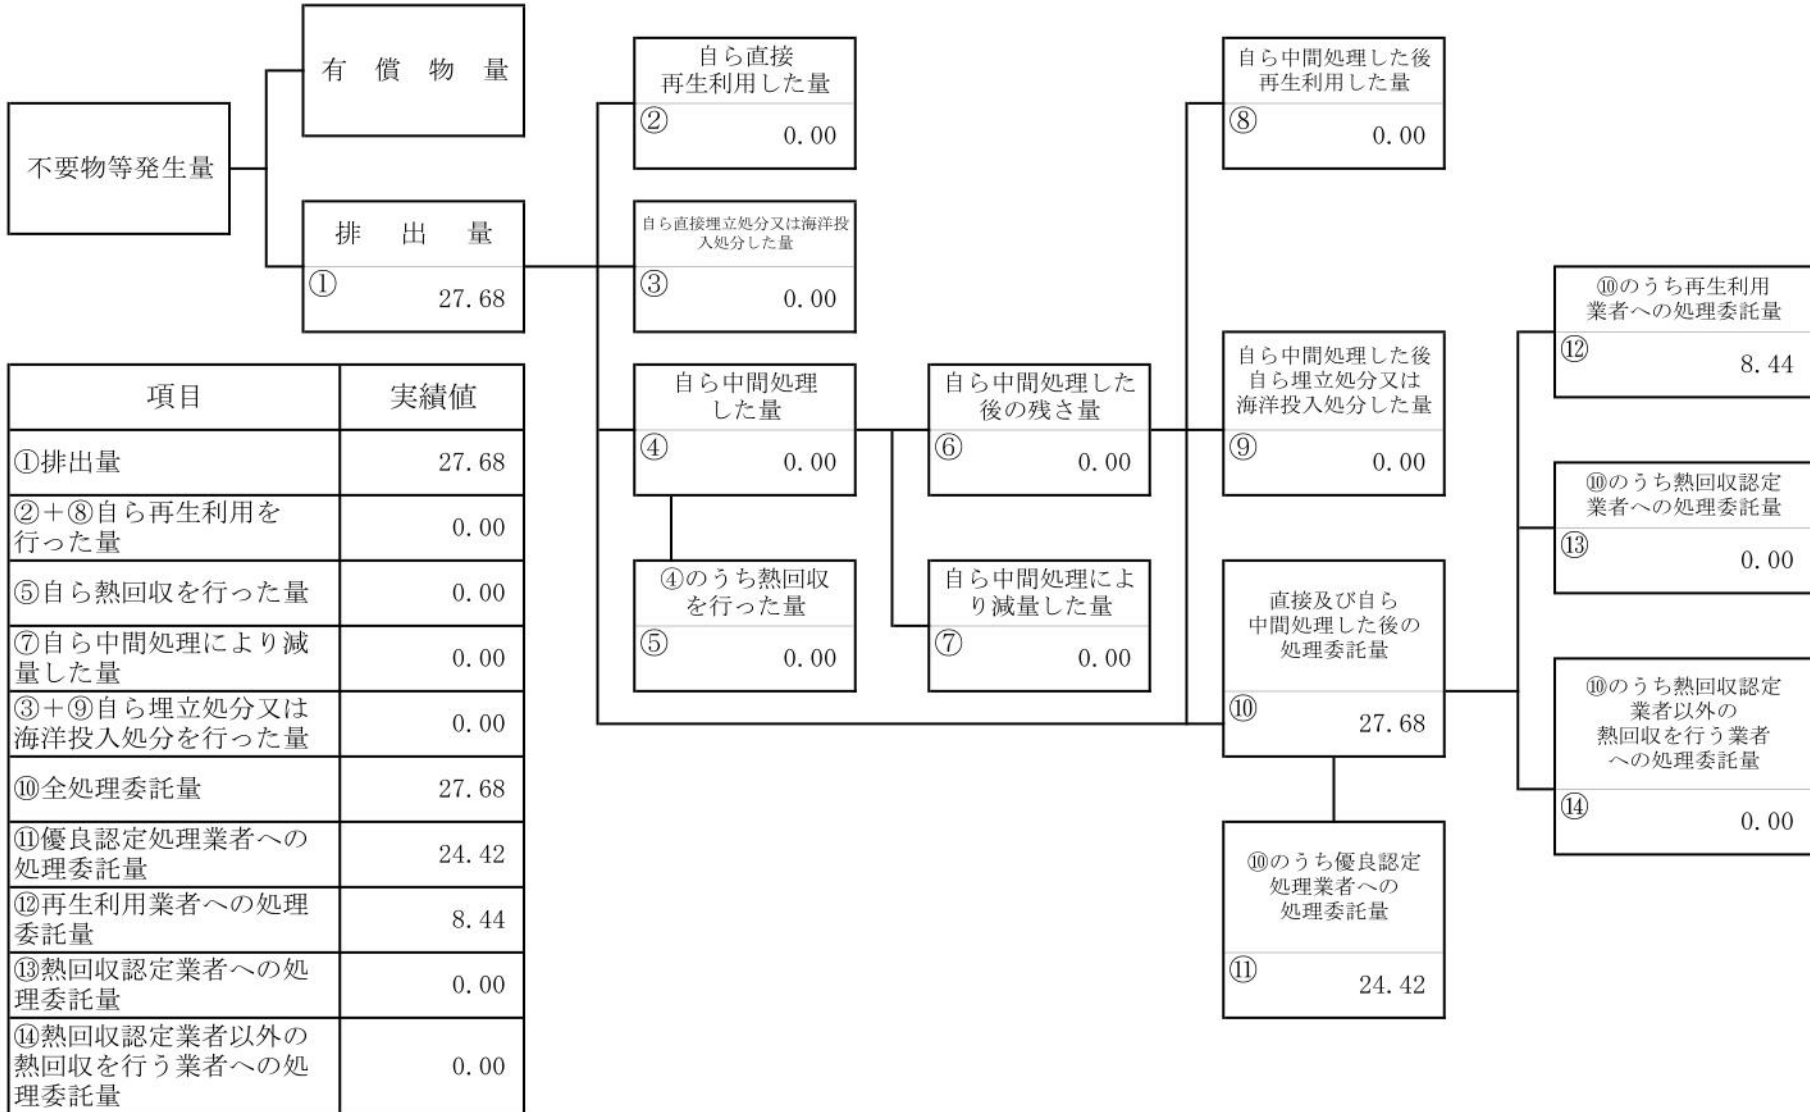 不要物等発生量
有償物量
排出量
①
27.68
自ら直接
再生利用した量
②
0.00
自ら直接埋立処分又は海洋投
入処分した量
③
0.00
自ら中間処理
した量
④
0.00
④のうち熱回収
を行った量
⑤
0.00
自ら中間処理した
後の残さ量
⑥
0.00
自ら中間処理によ
り減量した量
⑦
0.00
自ら中間処理した後
再生利用した量
⑧
0.00
自ら中間処理した後
自ら埋立処分又は
海洋投入処分した量
⑨
0.00
直接及び自ら
中間処理した後の
処理委託量
⑩
27.68
⑩のうち優良認定
処理業者への
処理委託量
⑪
24.42
⑩のうち再生利用
業者への処理委託量
⑫
8.44
⑩のうち熱回収認定
業者への処理委託量
⑬
0.00
⑩のうち熱回収認定
業者以外の
熱回収を行う業者
への処理委託量
⑭
0.00
項目 実績値
①排出量 27.68
②＋⑧自ら再生利用を
行った量 0.00
⑤自ら熱回収を行った量 0.00
⑦自ら中間処理により減
量した量 0.00
③＋⑨自ら埋立処分又は
海洋投入処分を行った量 0.00
⑩全処理委託量 27.68
⑪優良認定処理業者への
処理委託量 24.42
⑫再生利用業者への処理
委託量 8.44
⑬熱回収認定業者への処
理委託量 0.00
⑭熱回収認定業者以外の
熱回収を行う業者への処 0.00
理委託量